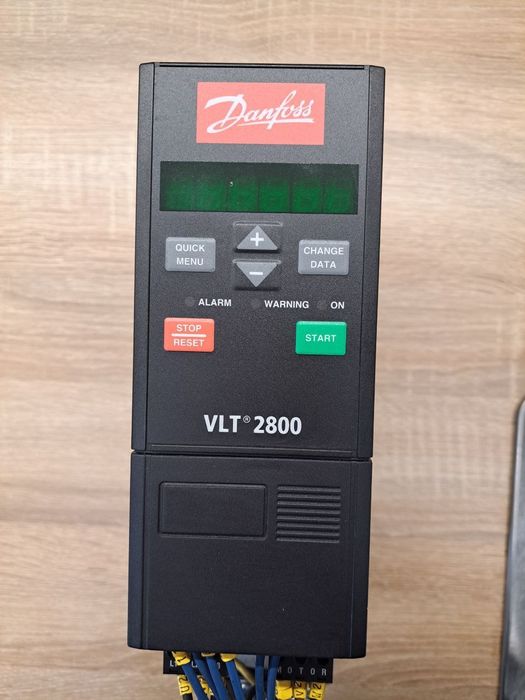 Danfoss
QUICK
MENU
+
−
CHANGE
DATA
ALARM
WARNING
ON
STOP
RESET
START
VLT® 2800
MOTOR